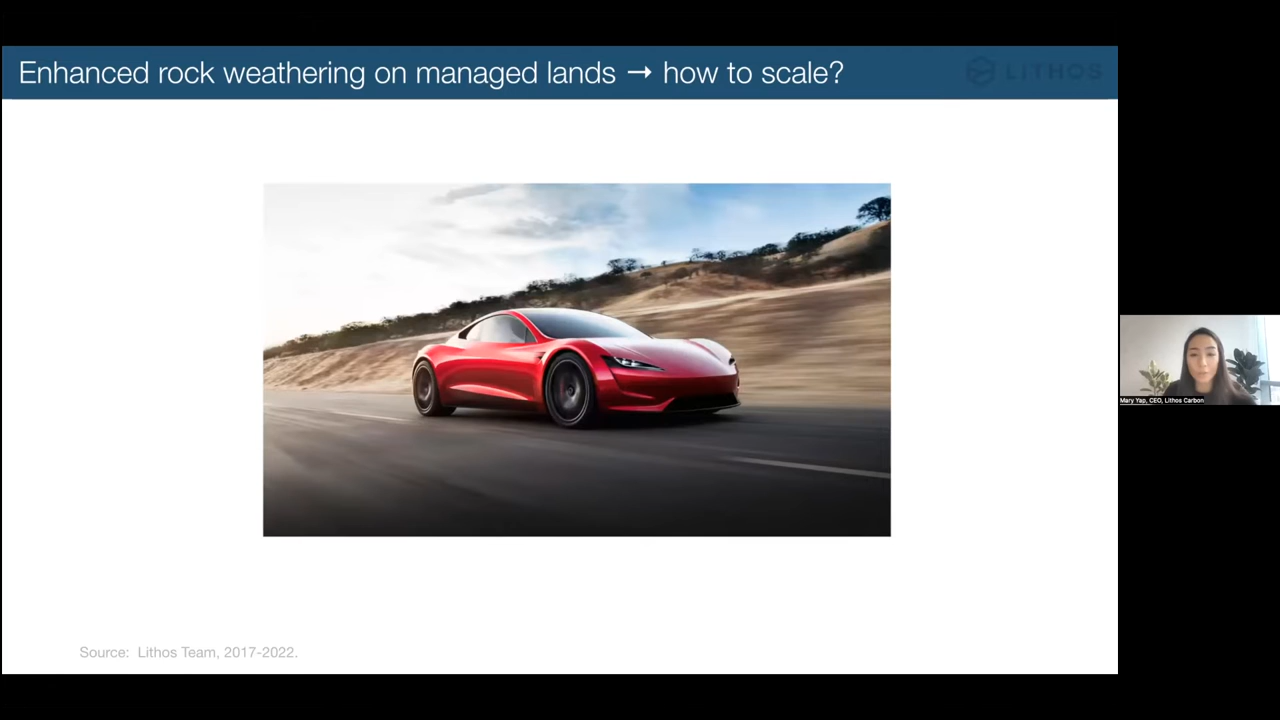 Enhanced rock weathering on managed lands → how to scale?
LITHOS
Mary Yap, CEO, Lithos Carbon
Source: Lithos Team, 2017-2022.